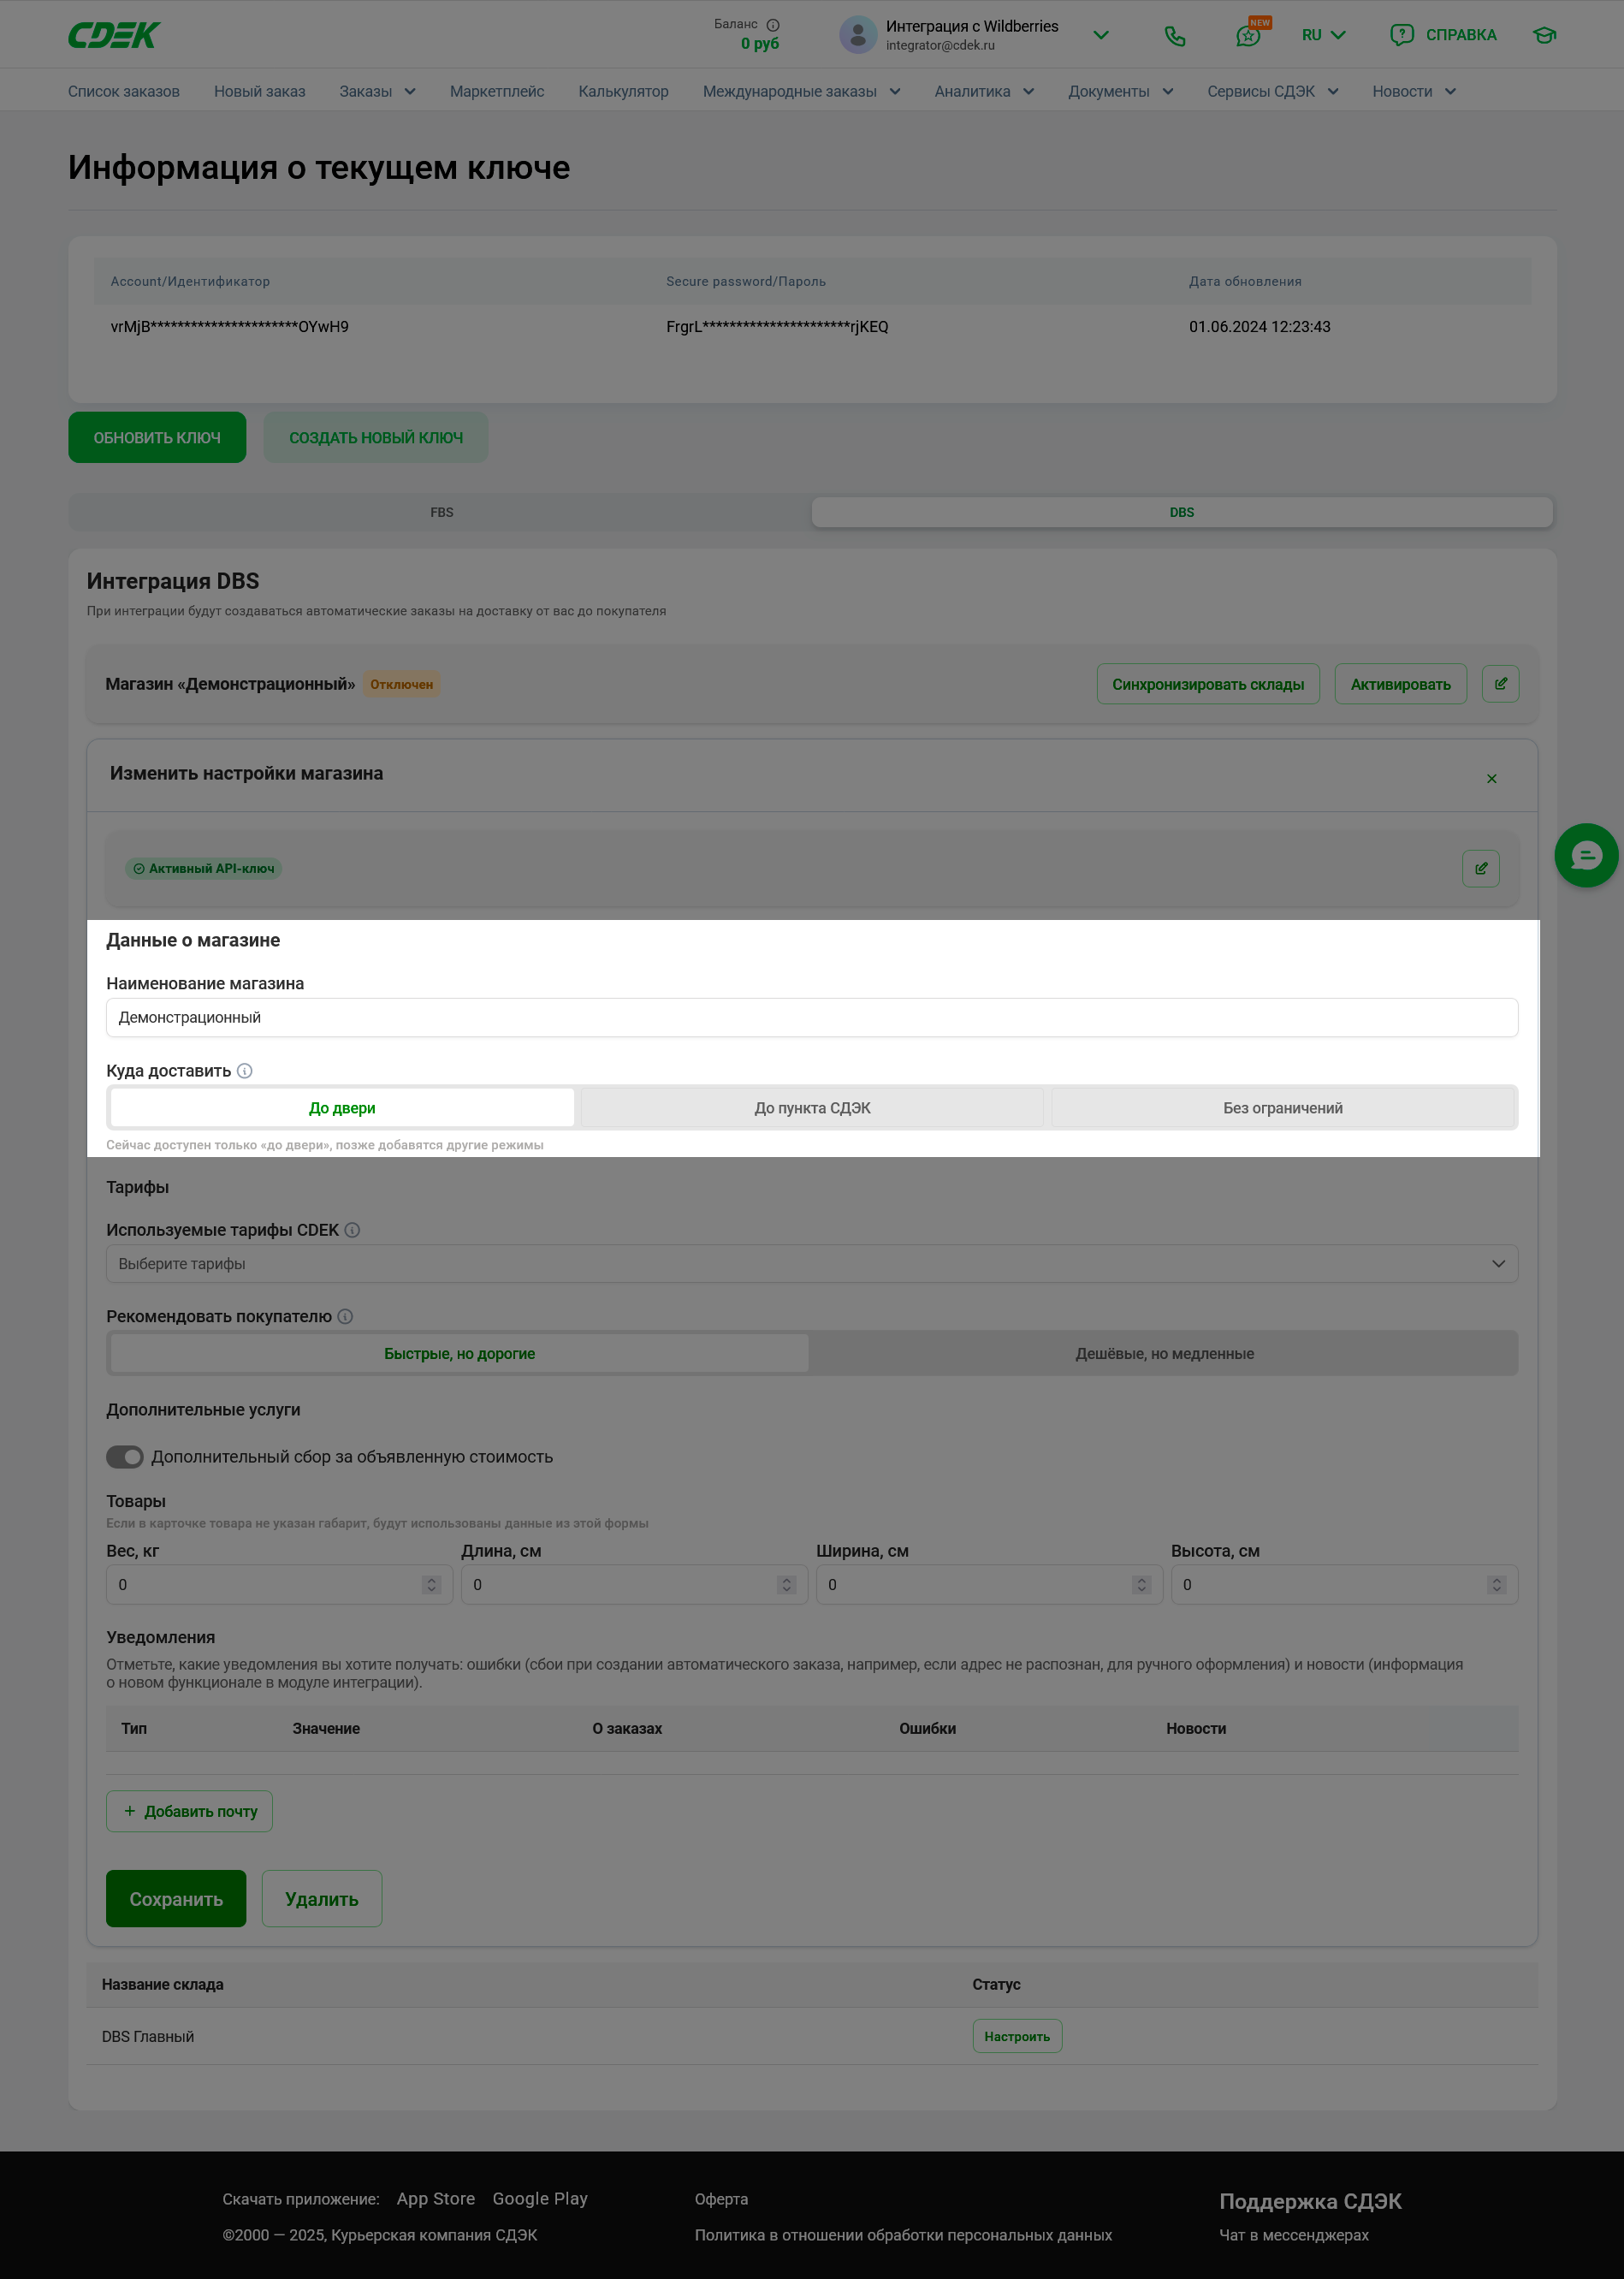 CDEK
Баланс
0 руб
Интеграция с Wildberries
integrator@cdek.ru
NEW
RU
СПРАВКА
Список заказов Новый заказ Заказы Маркетплейс Калькулятор Международные заказы Аналитика Документы Сервисы СДЭК Новости
Информация о текущем ключе
Account/Идентификатор Secure password/Пароль Дата обновления
vrMjB**********************OYwH9 FrgrL**********************rjKEQ 01.06.2024 12:23:43
ОБНОВИТЬ КЛЮЧ СОЗДАТЬ НОВЫЙ КЛЮЧ
FBS DBS
Интеграция DBS
При интеграции будут создаваться автоматические заказы на доставку от вас до покупателя
Магазин «Демонстрационный» Отключен Синхронизировать склады Активировать
Изменить настройки магазина
Активный API-ключ
Данные о магазине
Наименование магазина
Демонстрационный
Куда доставить
До двери До пункта СДЭК Без ограничений
Сейчас доступен только «до двери», позже добавятся другие режимы
Тарифы
Используемые тарифы CDEK
Выберите тарифы
Рекомендовать покупателю
Быстрые, но дорогие Дешёвые, но медленные
Дополнительные услуги
Дополнительный сбор за объявленную стоимость
Товары
Если в карточке товара не указан габарит, будут использованы данные из этой формы
Вес, кг Длина, см Ширина, см Высота, см
0 0 0 0
Уведомления
Отметьте, какие уведомления вы хотите получать: ошибки (сбои при создании автоматического заказа, например, если адрес не распознан, для ручного оформления) и новости (информация
о новом функционале в модуле интеграции).
Тип Значение О заказах Ошибки Новости
+ Добавить почту
Сохранить Удалить
Название склада Статус
DBS Главный Настроить
Скачать приложение: App Store Google Play Оферта Поддержка СДЭК
©2000 — 2025, Курьерская компания СДЭК Политика в отношении обработки персональных данных Чат в мессенджерах